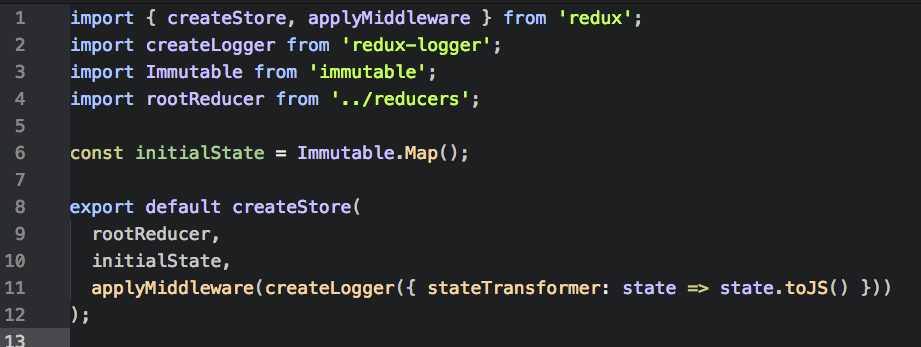 1 import { createStore, applyMiddleware } from 'redux';
2 import createLogger from 'redux-logger';
3 import Immutable from 'immutable';
4 import rootReducer from '../reducers';
5
6 const initialState = Immutable.Map();
7
8 export default createStore(
9   rootReducer,
10   initialState,
11   applyMiddleware(createLogger({ stateTransformer: state => state.toJS() }))
12 );
13